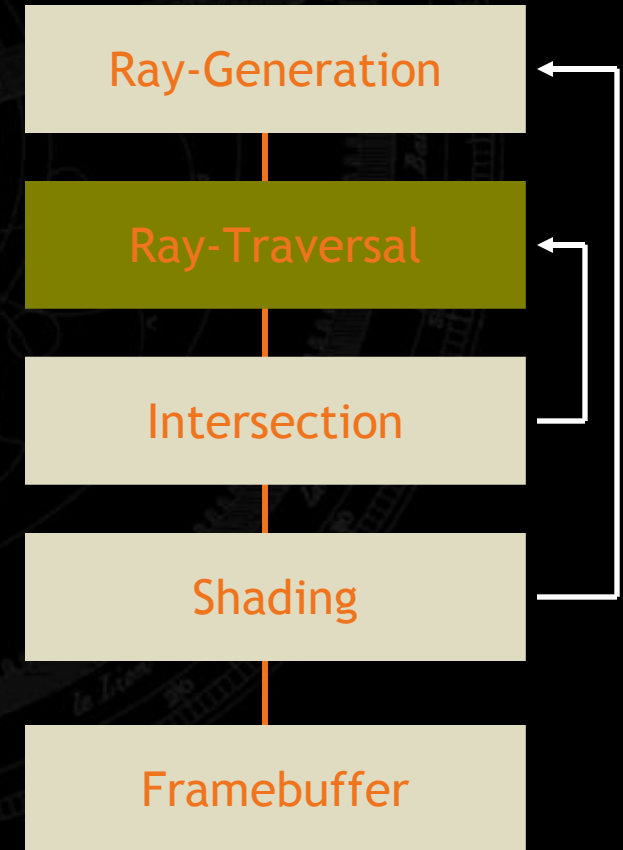 Ray-Generation
Ray-Traversal
Intersection
Shading
Framebuffer